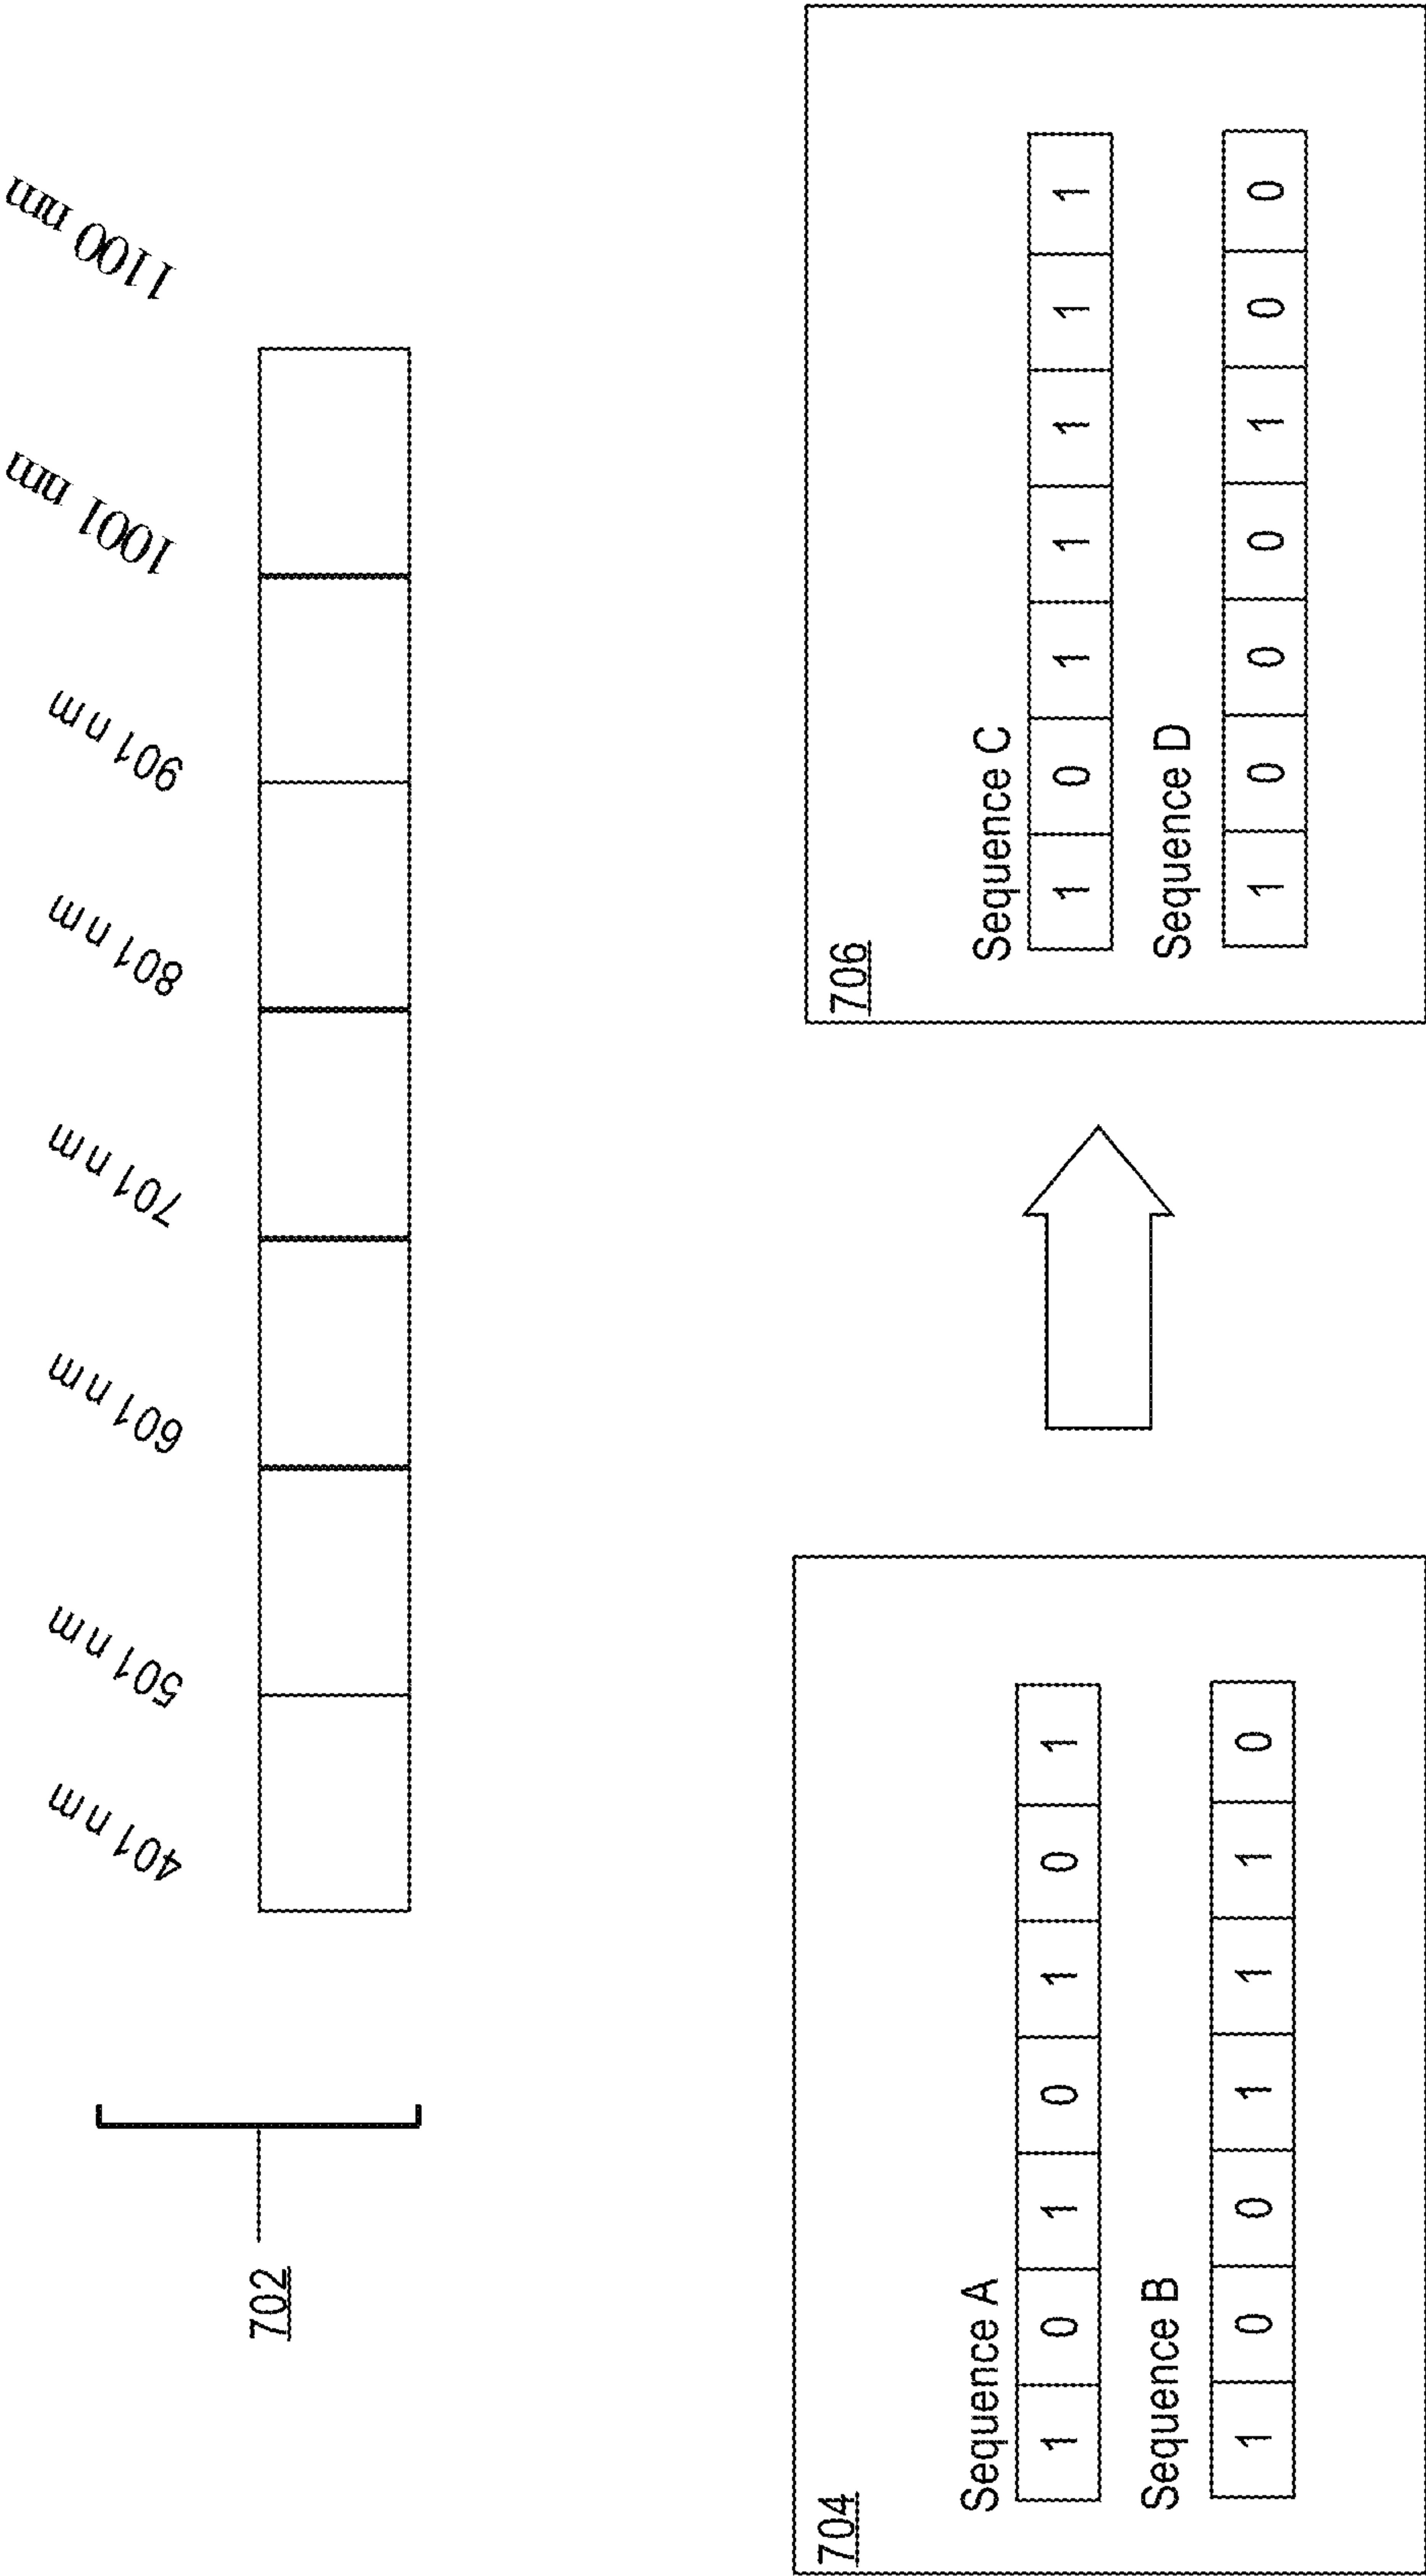 401 nm 501 nm 601 nm 701 nm 801 nm 901 nm 1001 nm 1100 nm
702
704
Sequence A
1 0 1 0 1 0 1
Sequence B
1 0 0 1 1 1 0
706
Sequence C
1 0 1 1 1 1 1
Sequence D
1 0 0 0 1 0 0